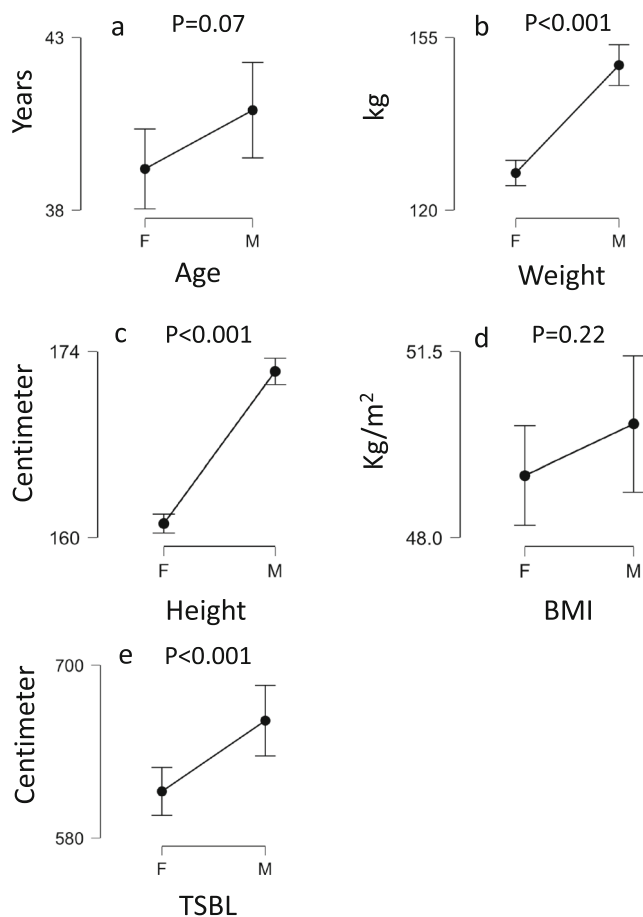 a P=0.07
43
Years
38
F M
Age
b P<0.001
155
kg
120
F M
Weight
c P<0.001
174
Centimeter
160
F M
Height
d P=0.22
51.5
Kg/m²
48.0
F M
BMI
e P<0.001
700
Centimeter
580
F M
TSBL